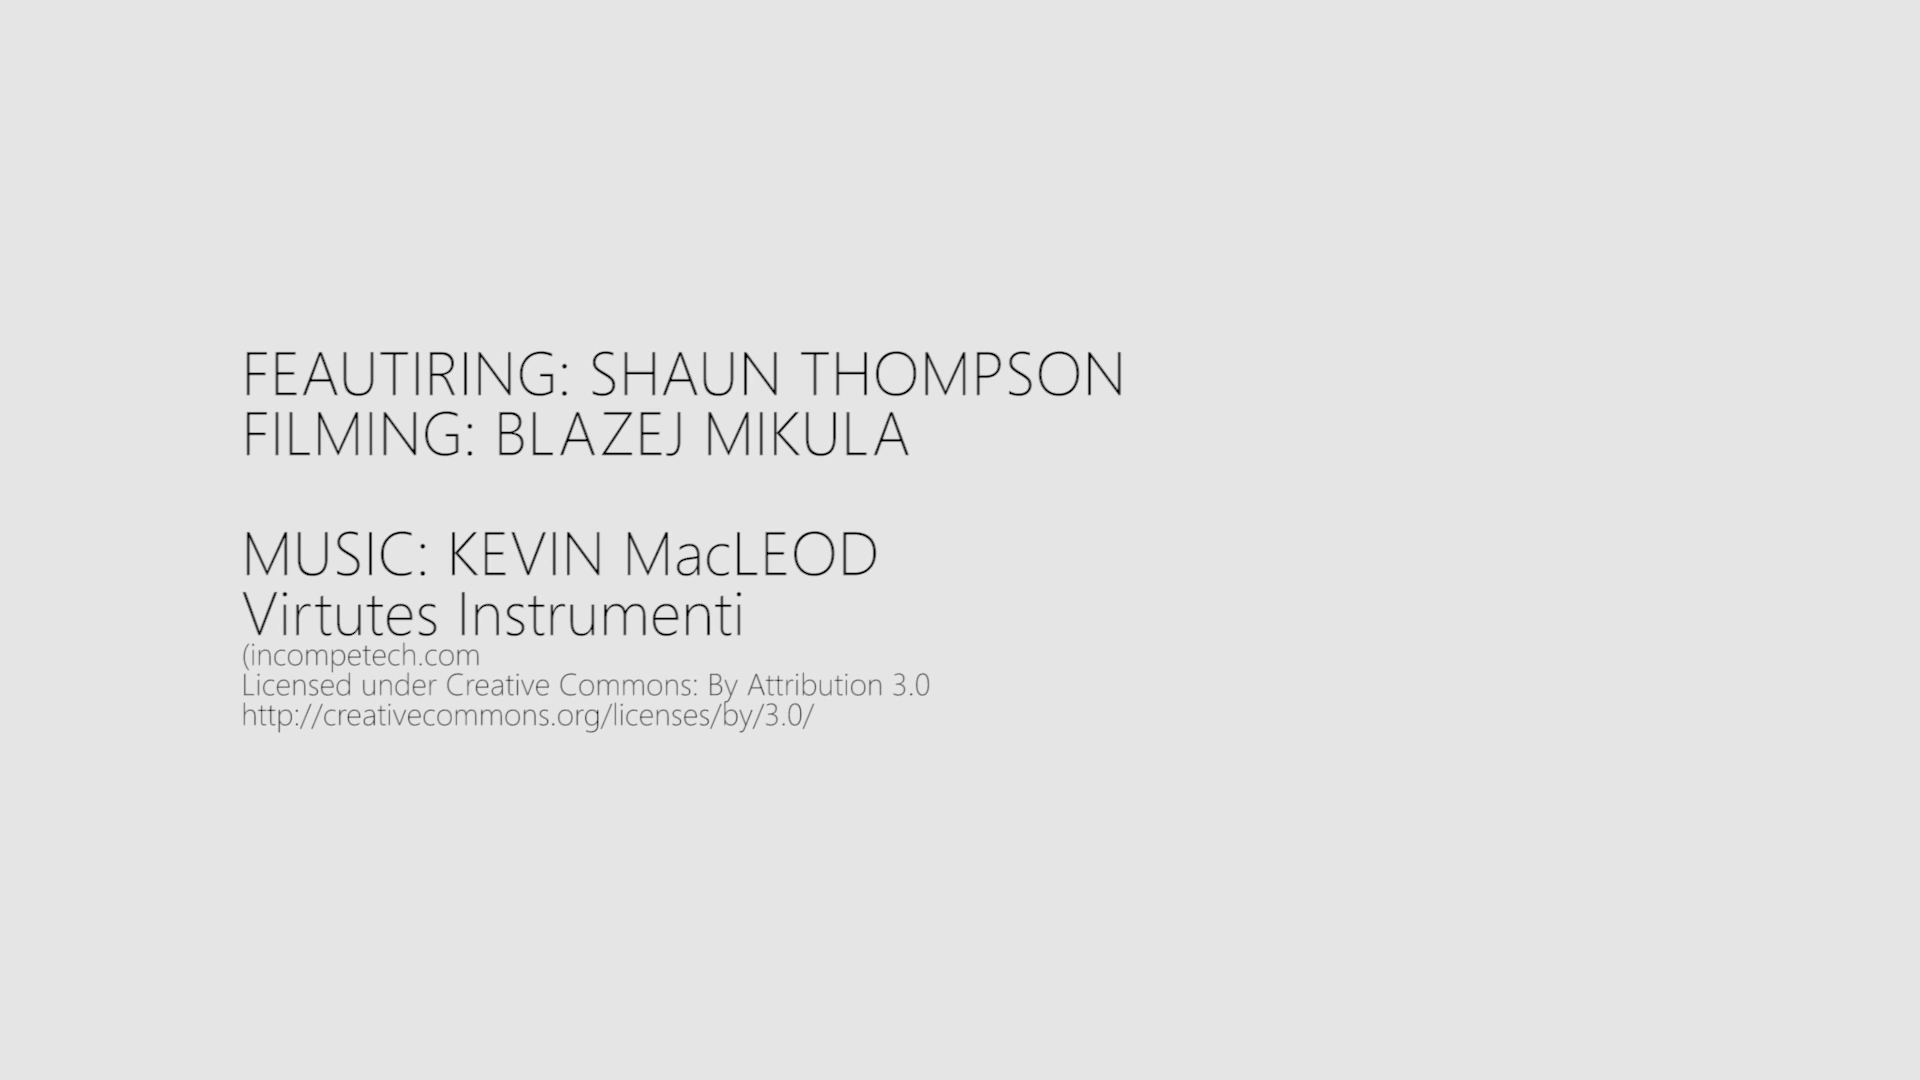 FEAUTIRING: SHAUN THOMPSON
FILMING: BLAZEJ MIKULA
MUSIC: KEVIN MacLEOD
Virtutes Instrumenti
(incompetech.com
Licensed under Creative Commons: By Attribution 3.0
http://creativecommons.org/licenses/by/3.0/